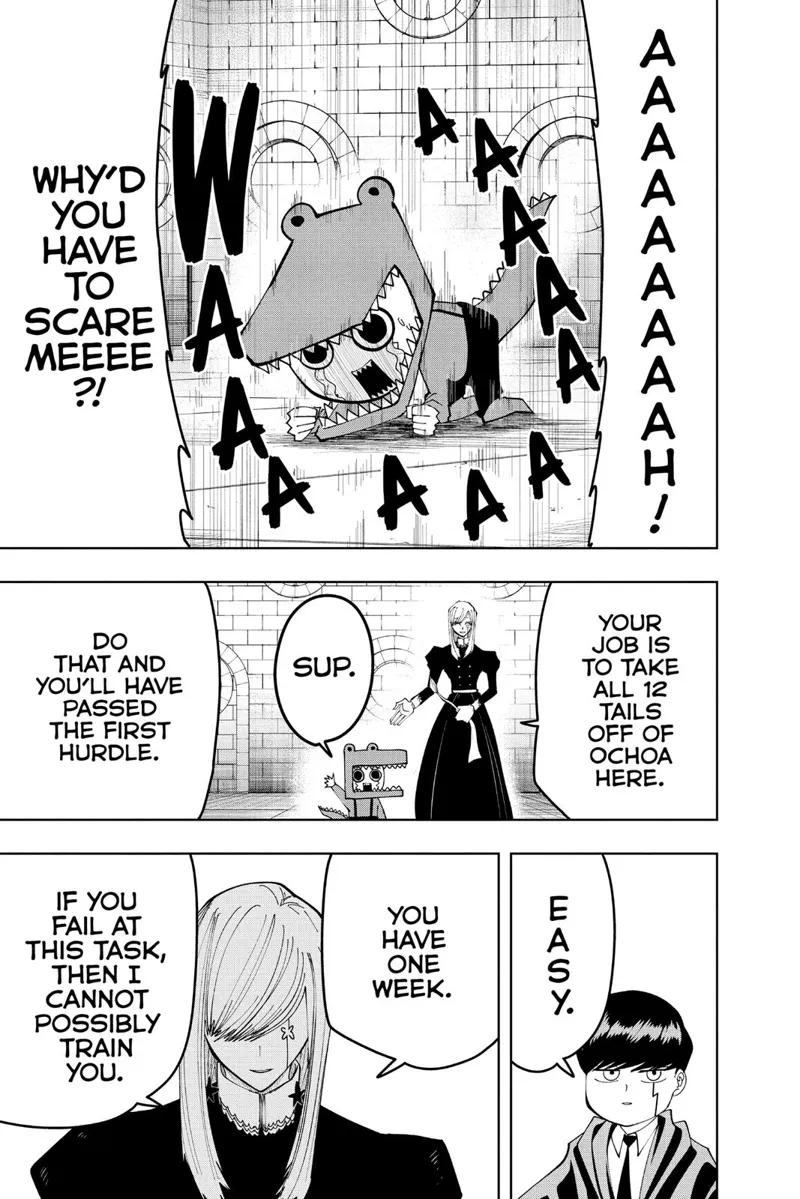 A
A
A
A
A
A
A
A
A
A
H
!
W
A
A
A
A
A
A
A
A
A
A
A
A
WHY'D
YOU
HAVE
TO
SCARE
MEEEE
?!
YOUR
JOB IS
TO TAKE
ALL 12
TAILS
OFF OF
OCHOA
HERE.
SUP.
DO
THAT AND
YOU'LL HAVE
PASSED
THE FIRST
HURDLE.
E
A
S
Y.
YOU
HAVE
ONE
WEEK.
IF YOU
FAIL AT
THIS TASK,
THEN I
CANNOT
POSSIBLY
TRAIN
YOU.